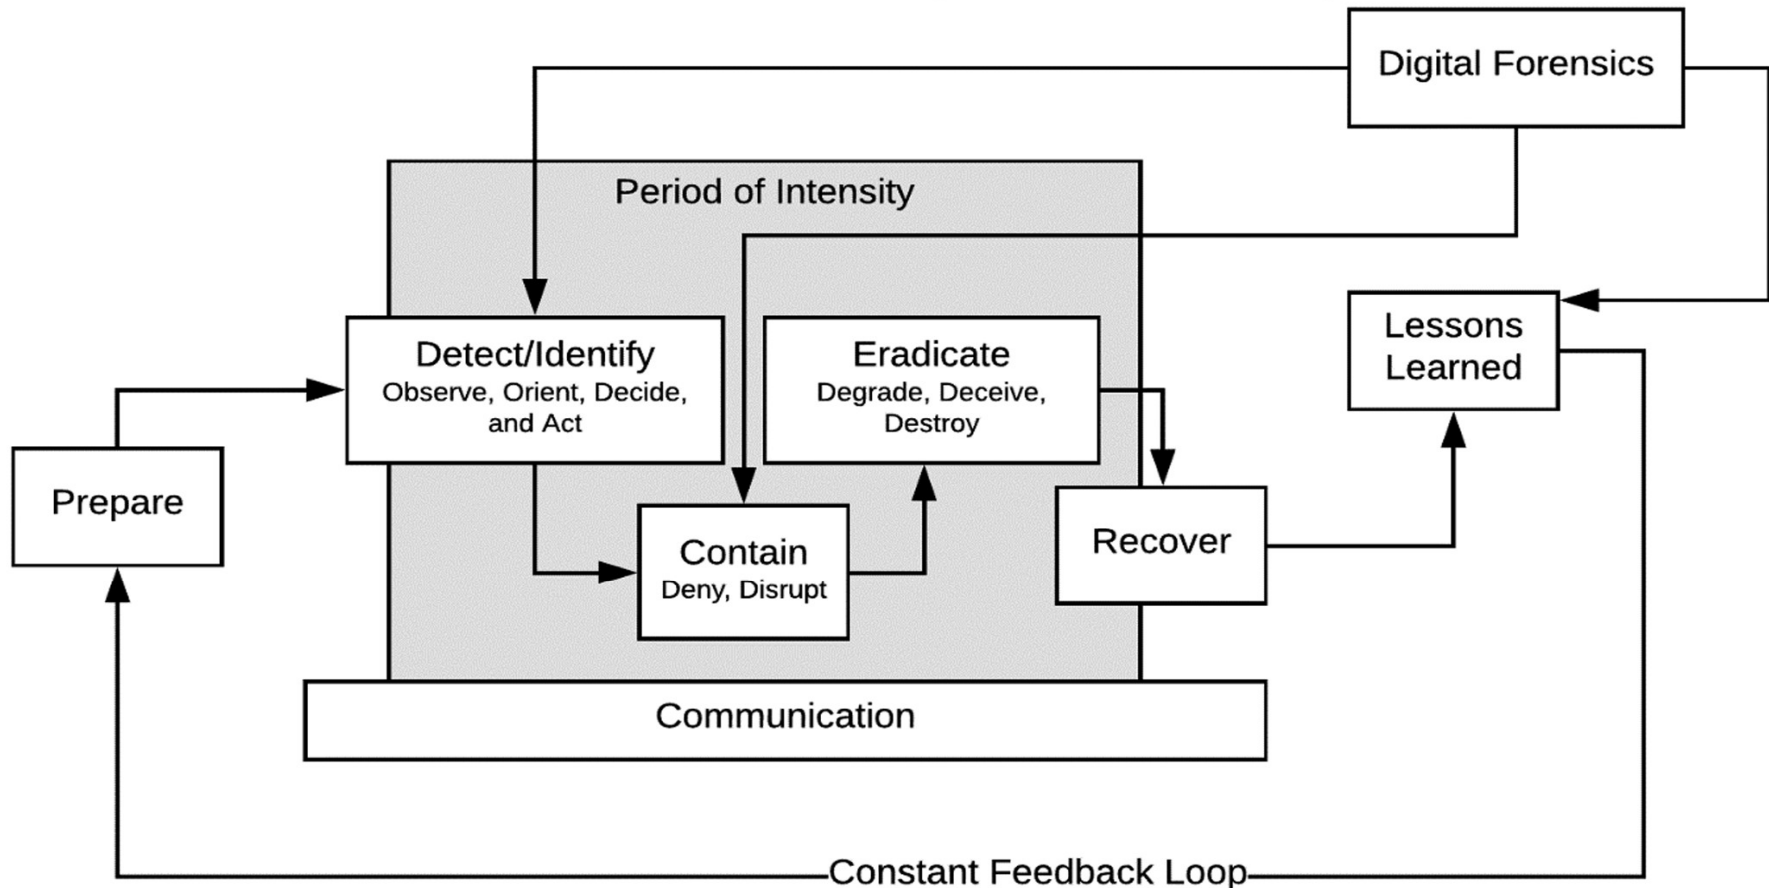 Digital Forensics
Period of Intensity
Detect/Identify
Observe, Orient, Decide,
and Act
Eradicate
Degrade, Deceive,
Destroy
Lessons
Learned
Prepare
Contain
Deny, Disrupt
Recover
Communication
Constant Feedback Loop